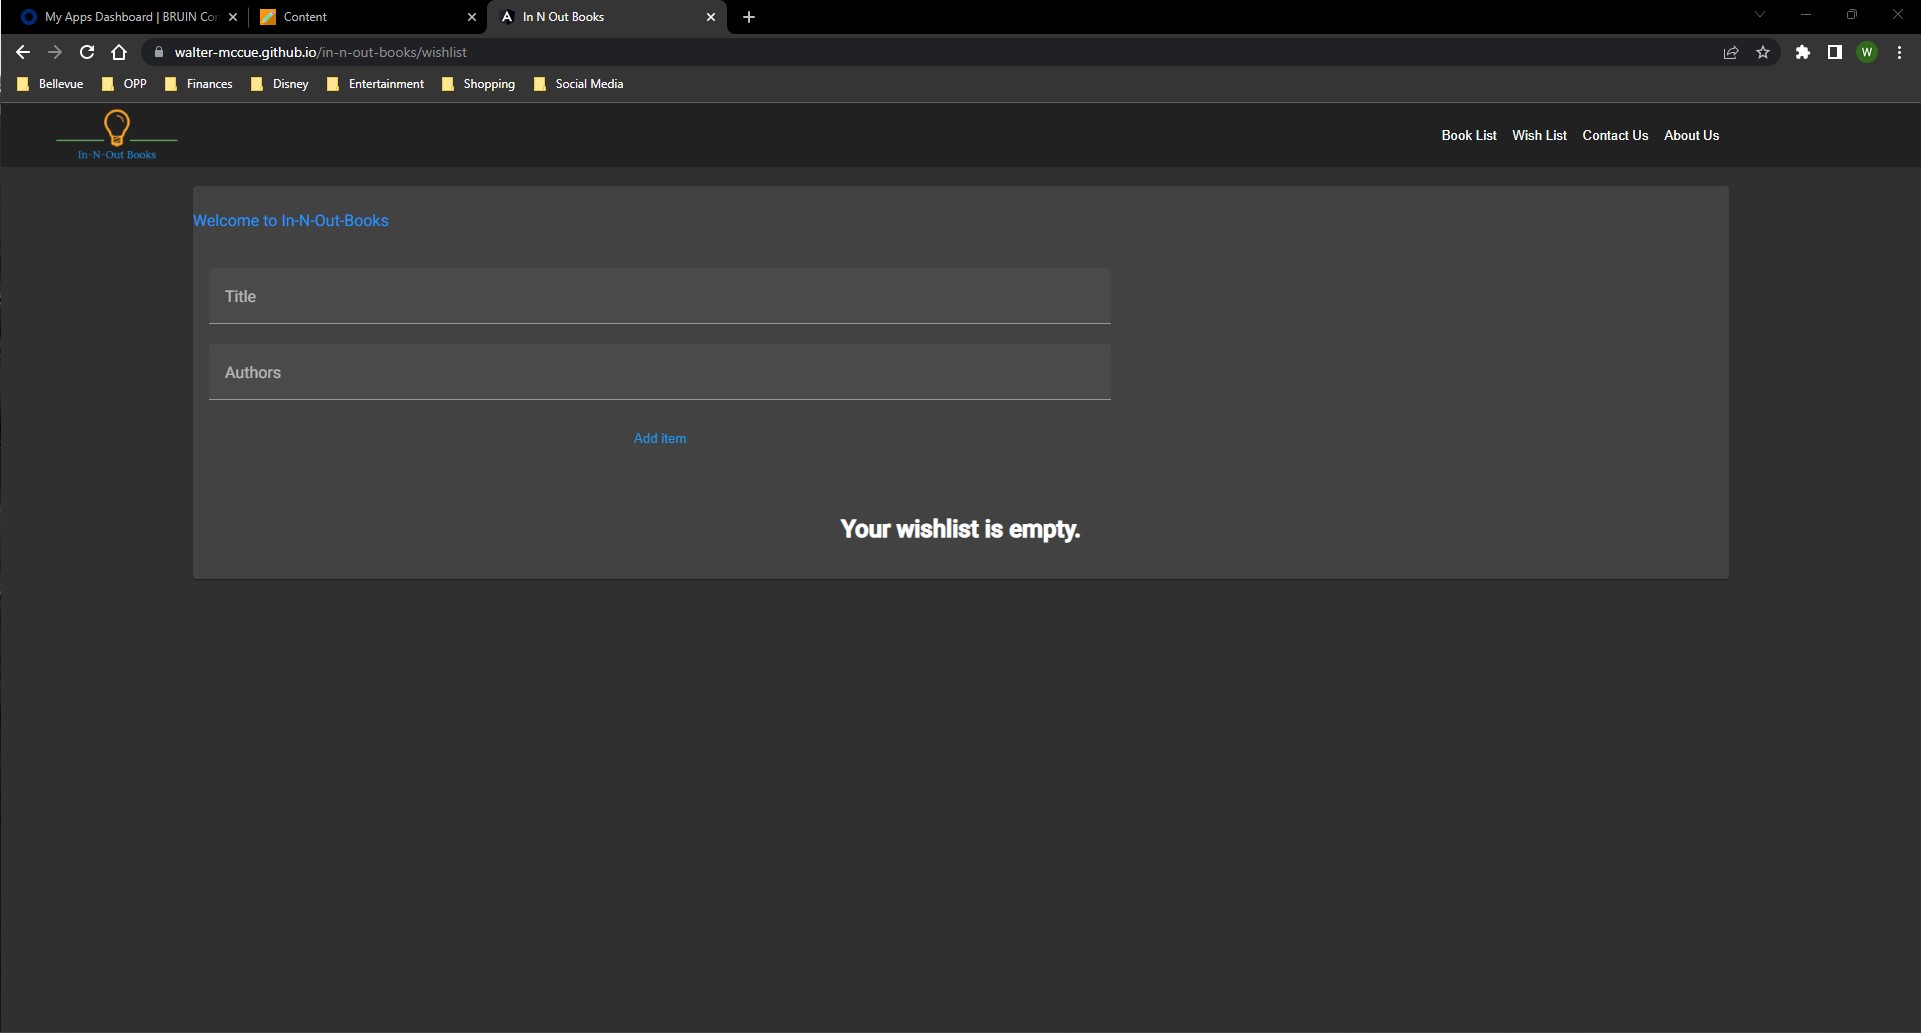 My Apps Dashboard | BRUIN Co
Content
In N Out Books
walter-mccue.github.io/in-n-out-books/wishlist
W
Bellevue OPP Finances Disney Entertainment Shopping Social Media
In-N-Out Books
Book List Wish List Contact Us About Us
Welcome to In-N-Out-Books
Title
Authors
Add item
Your wishlist is empty.